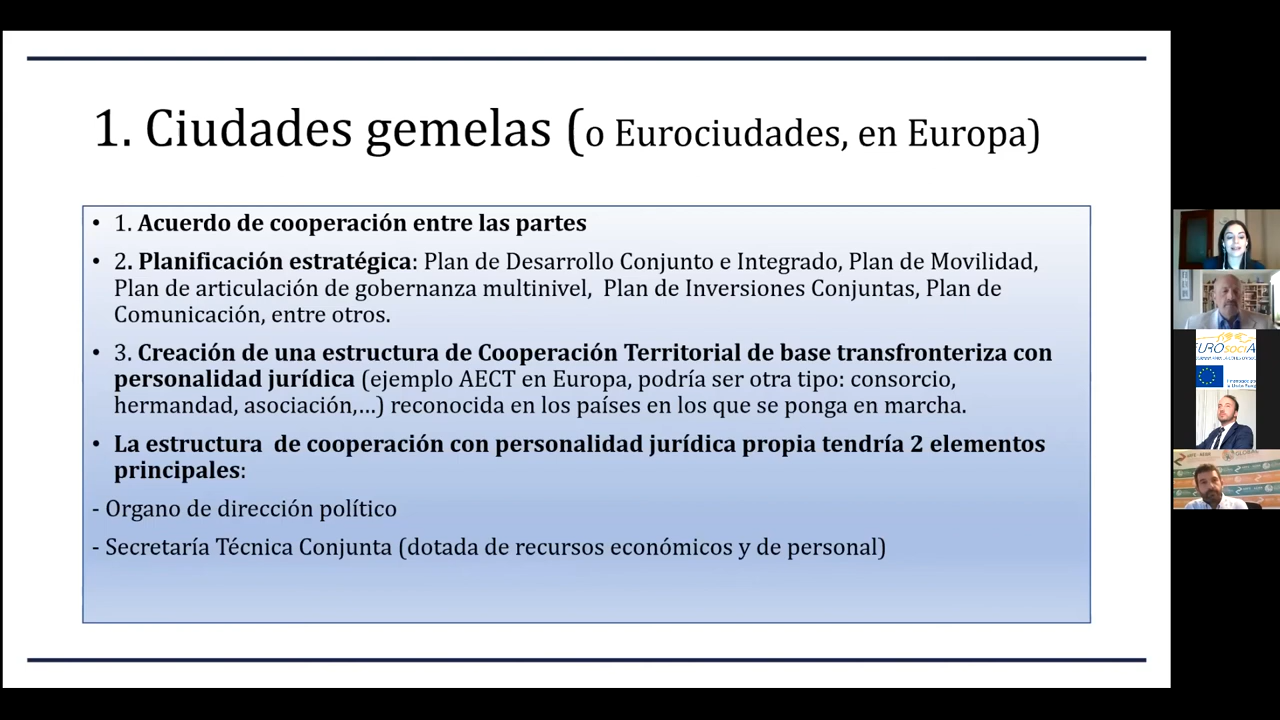 1. Ciudades gemelas (o Eurociudades, en Europa)
• 1. Acuerdo de cooperación entre las partes
• 2. Planificación estratégica: Plan de Desarrollo Conjunto e Integrado, Plan de Movilidad,
Plan de articulación de gobernanza multinivel,  Plan de Inversiones Conjuntas, Plan de
Comunicación, entre otros.
• 3. Creación de una estructura de Cooperación Territorial de base transfronteriza con
personalidad jurídica (ejemplo AECT en Europa, podría ser otra tipo: consorcio,
hermandad, asociación,...) reconocida en los países en los que se ponga en marcha.
• La estructura  de cooperación con personalidad jurídica propia tendría 2 elementos
principales:
- Organo de dirección político
- Secretaría Técnica Conjunta (dotada de recursos económicos y de personal)
EUROsociA
GLOBAL